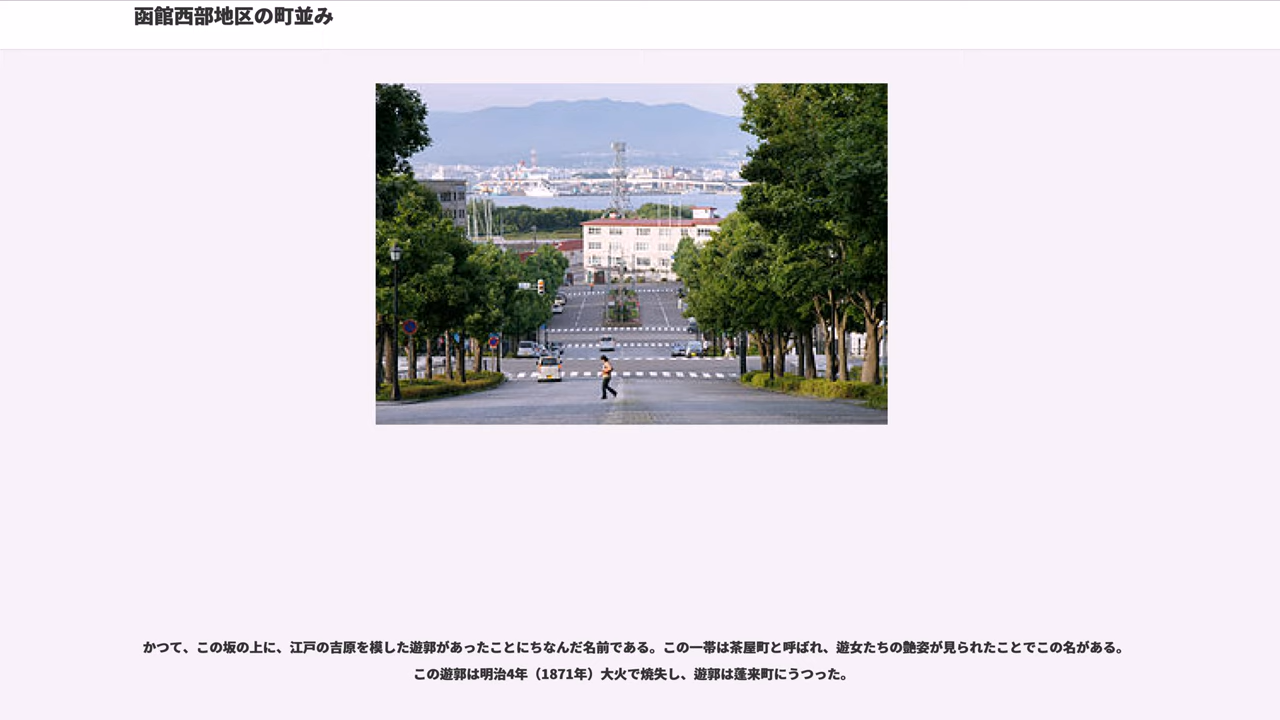 函館西部地区の町並み
かつて、この坂の上に、江戸の吉原を模した遊郭があったことにちなんだ名前である。この一帯は茶屋町と呼ばれ、遊女たちの艶姿が見られたことでこの名がある。
この遊郭は明治4年（1871年）大火で焼失し、遊郭は蓬来町にうつった。